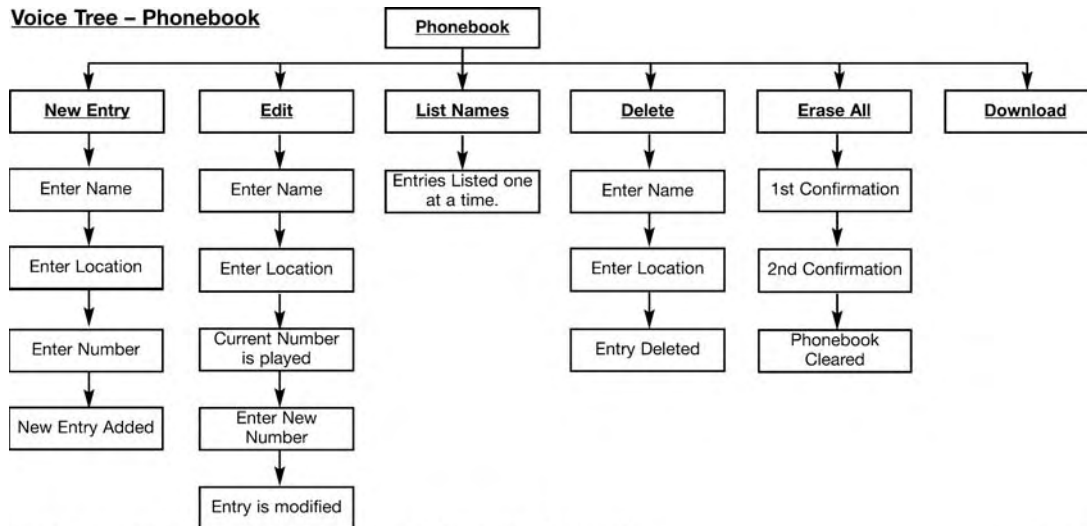 Voice Tree – Phonebook
Phonebook
New Entry
Edit
List Names
Delete
Erase All
Download
Enter Name
Enter Name
Entries Listed one
at a time.
Enter Name
1st Confirmation
Enter Location
Enter Location
Enter Location
2nd Confirmation
Enter Number
Current Number
is played
Entry Deleted
Phonebook
Cleared
New Entry Added
Enter New
Number
Entry is modified